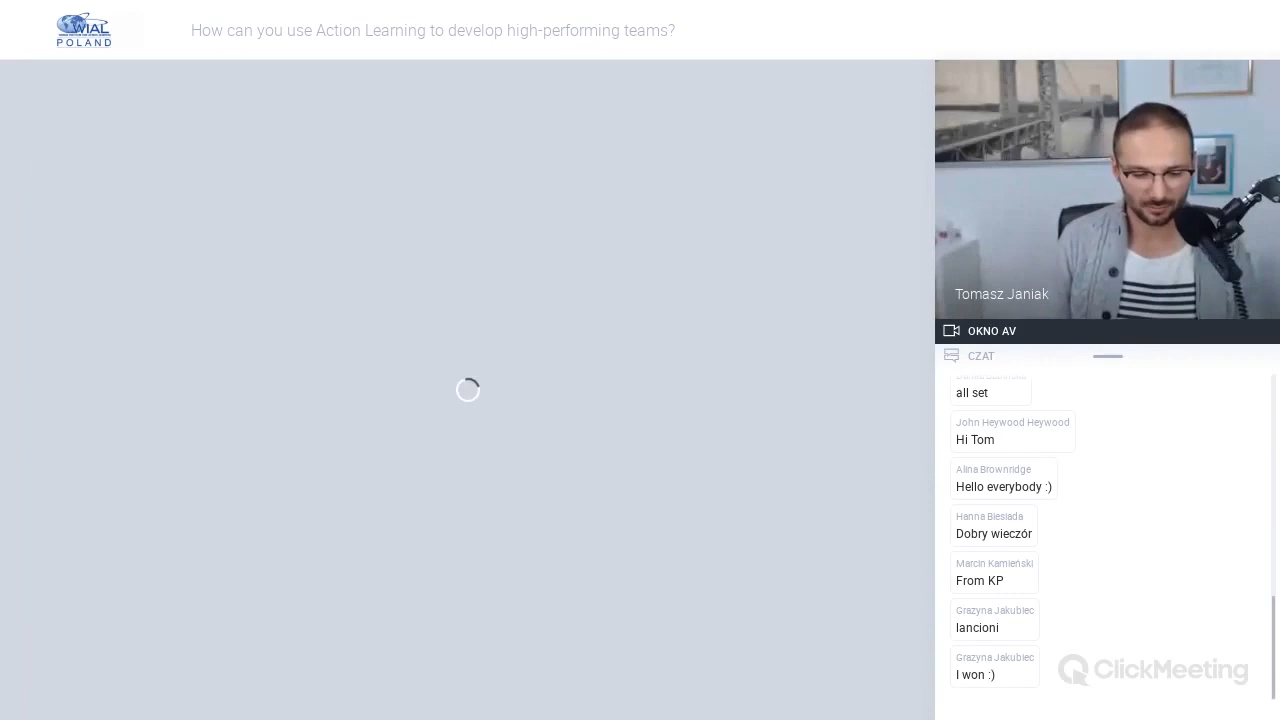 WIAL
POLAND
How can you use Action Learning to develop high-performing teams?
Tomasz Janiak
OKNO AV
CZAT
all set
John Heywood Heywood
Hi Tom
Alina Brownridge
Hello everybody :)
Hanna Biesiada
Dobry wieczór
Marcin Kamieński
From KP
Grazyna Jakubiec
lancioni
Grazyna Jakubiec
I won :)
ClickMeeting